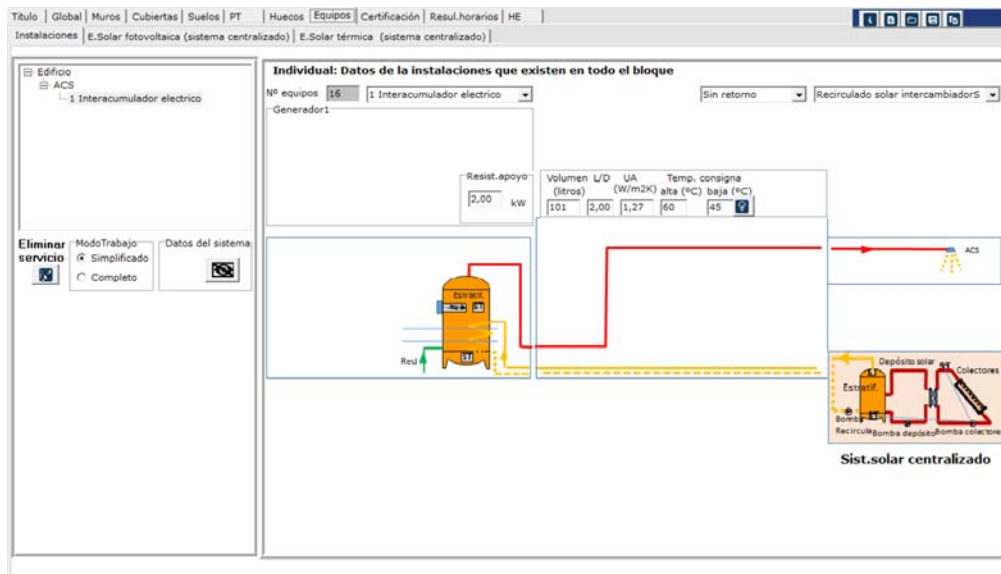 Titulo | Global | Muros | Cubiertas | Suelos | PT | Huecos | Equipos | Certificación | Resul.horarios | HE
Instalaciones | E.Solar fotovoltaica (sistema centralizado) | E.Solar térmica (sistema centralizado)
Edificio
ACS
1 Interacumulador electrico
Eliminar servicio
ModoTrabajo
Simplificado
Completo
Datos del sistema
Individual: Datos de la instalaciones que existen en todo el bloque
Nº equipos 16 1 Interacumulador electrico Sin retorno Recirculado solar intercambiadorS
Generador1
Resist.apoyo
2,00 kW
Volumen L/D UA Temp. consigna
(litros) (W/m2K) alta (ºC) baja (ºC)
101 2,00 1,27 60 45
ACS
Estratif.
ST
ST
Red
Depósito solar
ST
ST
Colectores
Estratif.
ST
Bomba
Recircula
Bomba depósito
Bomba colectore
Sist.solar centralizado